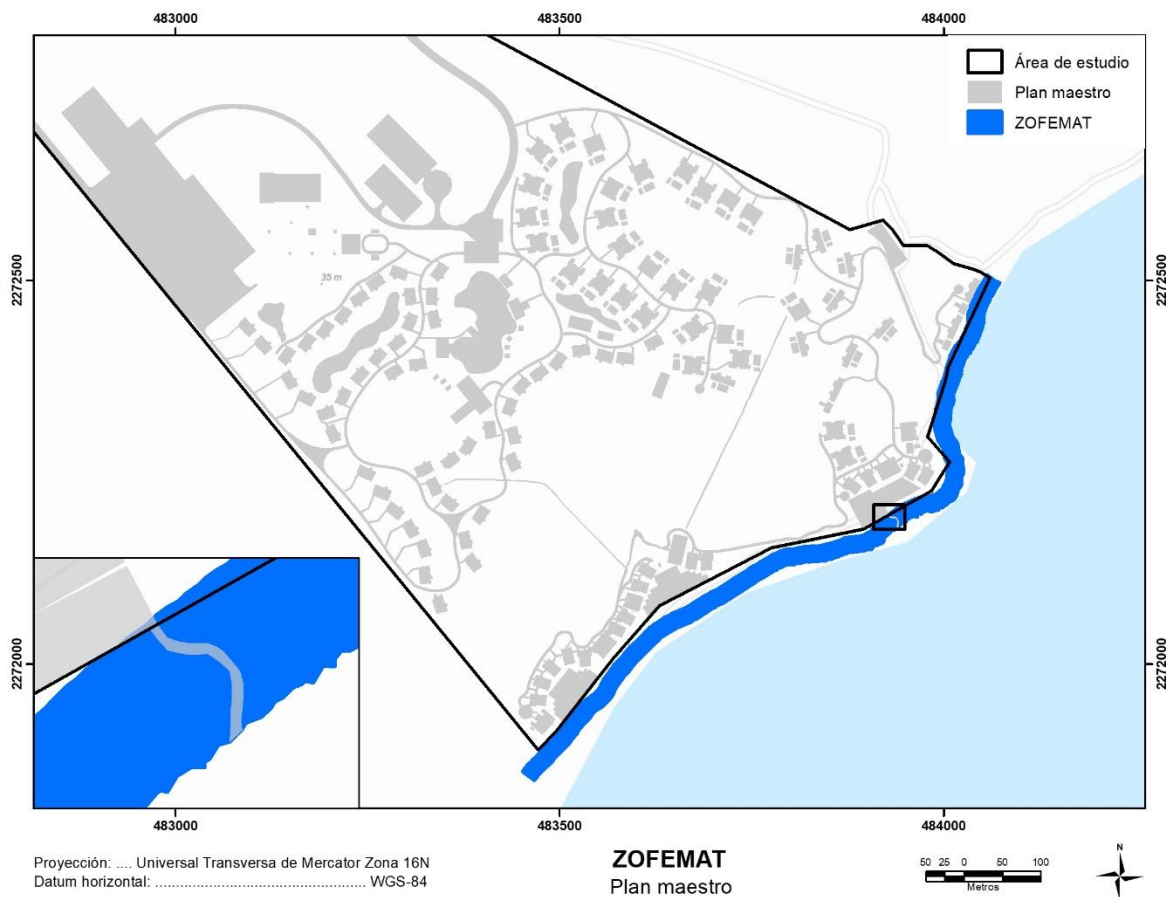 483000 483500 484000
Área de estudio
Plan maestro
ZOFEMAT
2272500 2272500
35 m
2272000 2272000
483000 483500 484000
Proyección: .... Universal Transversa de Mercator Zona 16N
Datum horizontal: ................................................ WGS-84
ZOFEMAT
Plan maestro
50 25 0 50 100
Metros
N